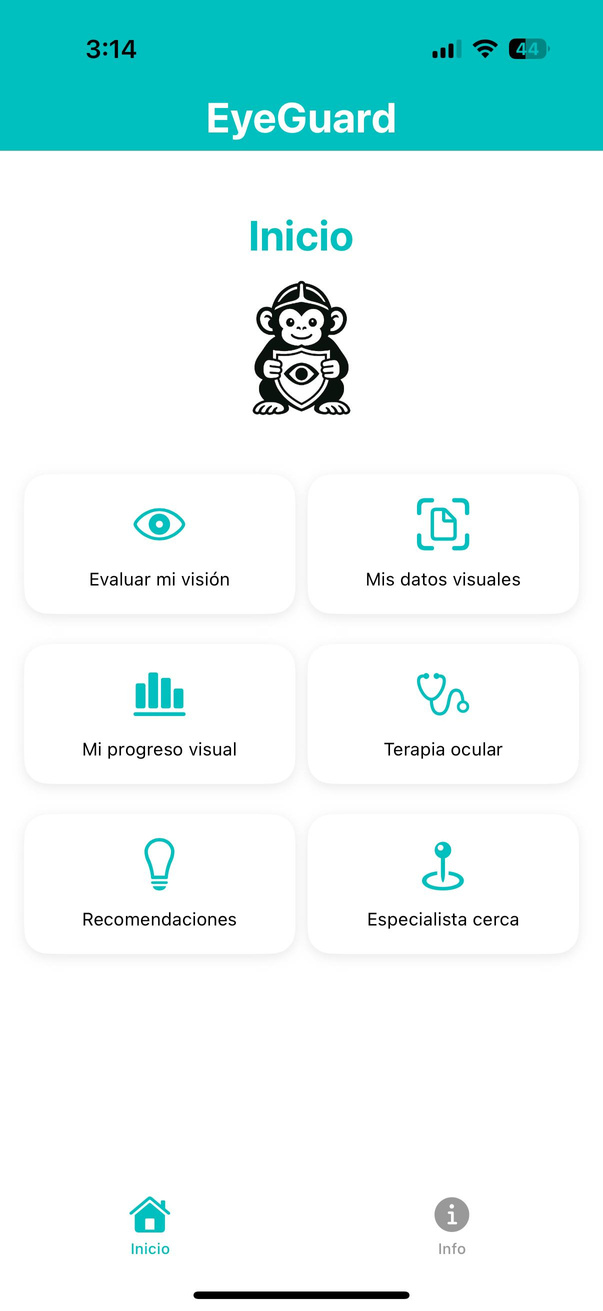 3:14
44
EyeGuard
Inicio
Evaluar mi visión
Mis datos visuales
Mi progreso visual
Terapia ocular
Recomendaciones
Especialista cerca
Inicio
Info